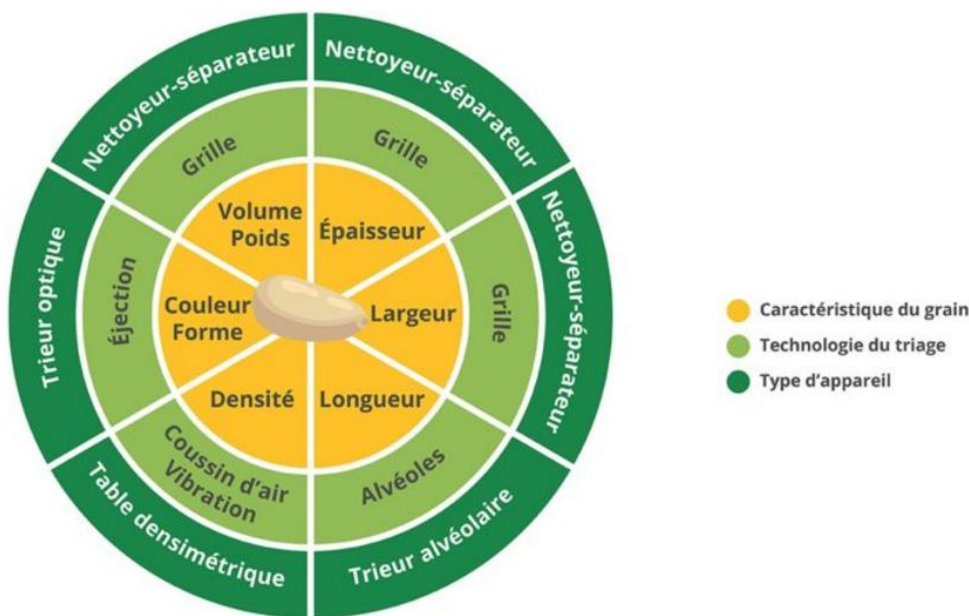 Nettoyeur-séparateur
Nettoyeur-séparateur
Nettoyeur-séparateur
Trieur alvéolaire
Table densimétrique
Trieur optique
Grille
Grille
Grille
Alvéoles
Coussin d'air
Vibration
Éjection
Volume
Poids
Épaisseur
Largeur
Longueur
Densité
Couleur
Forme
Caractéristique du grain
Technologie du triage
Type d'appareil